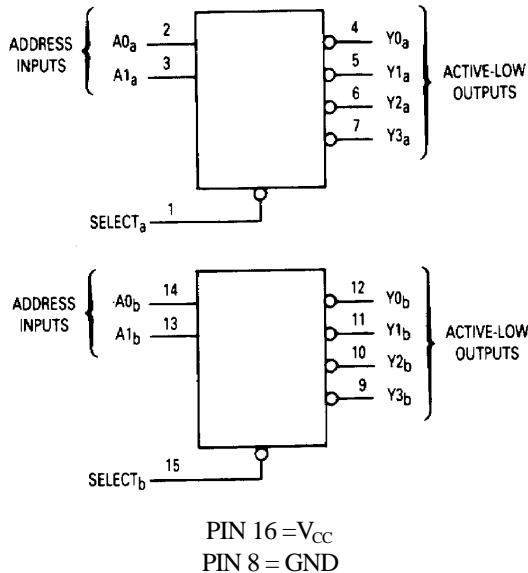 ADDRESS INPUTS
A0a 2
A1a 3
4 Y0a
5 Y1a
6 Y2a
7 Y3a
ACTIVE-LOW OUTPUTS
SELECTa 1
ADDRESS INPUTS
A0b 14
A1b 13
12 Y0b
11 Y1b
10 Y2b
9 Y3b
ACTIVE-LOW OUTPUTS
SELECTb 15
PIN 16 =VCC
PIN 8 = GND